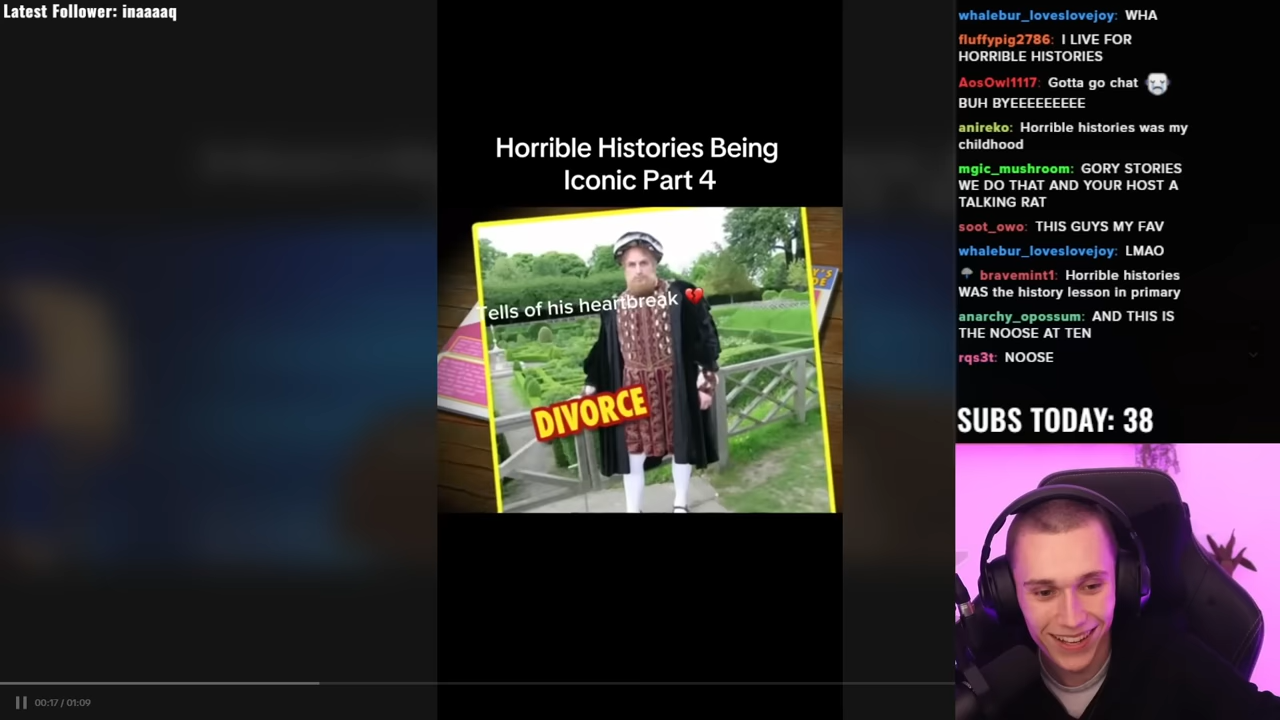 Latest Follower: inaaaaq
Horrible Histories Being
Iconic Part 4
Tells of his heartbreak 💔
DIVORCE
00:17 / 01:09
whalebur_loveslovejoy: WHA
fluffypig2786: I LIVE FOR
HORRIBLE HISTORIES
AosOwl1117: Gotta go chat
BUH BYEEEEEEEEE
anireko: Horrible histories was my
childhood
mgic_mushroom: GORY STORIES
WE DO THAT AND YOUR HOST A
TALKING RAT
soot_owo: THIS GUYS MY FAV
whalebur_loveslovejoy: LMAO
bravemint1: Horrible histories
WAS the history lesson in primary
anarchy_opossum: AND THIS IS
THE NOOSE AT TEN
rqs3t: NOOSE
SUBS TODAY: 38